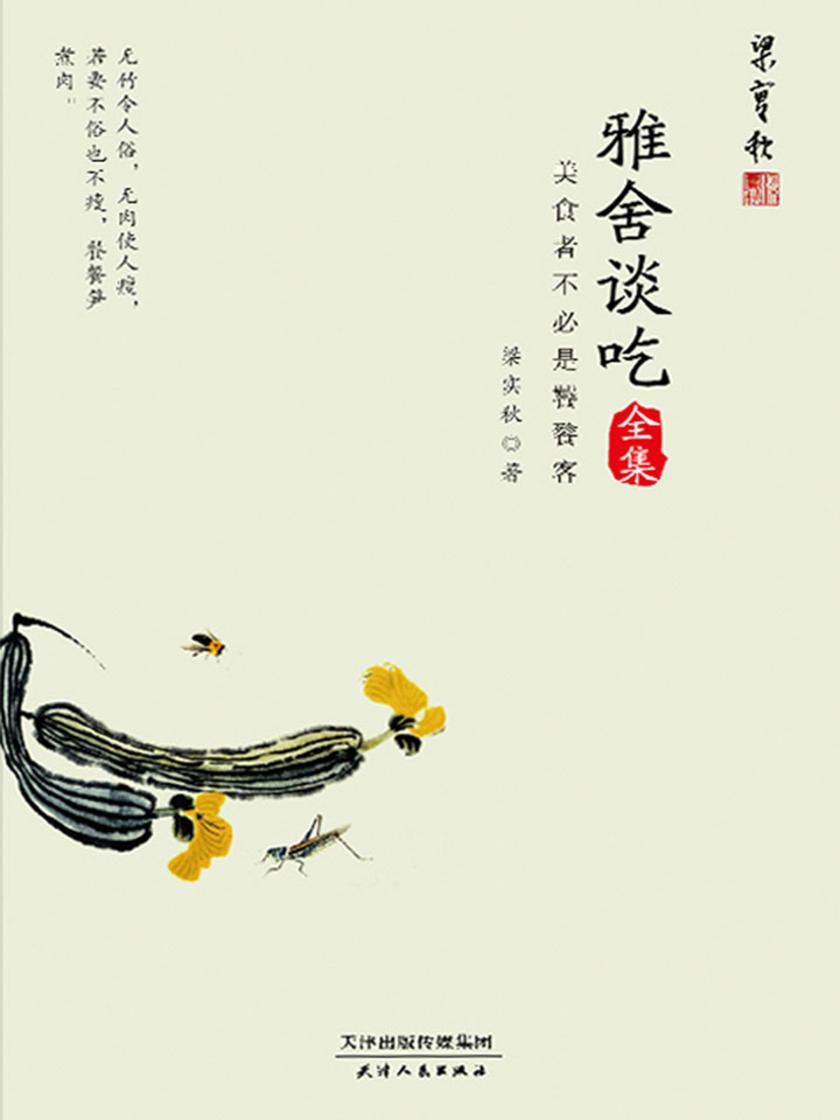 梁實秋
雅舍谈吃
全集
美食者不必是饕餮客
梁实秋◎著
无竹令人俗，无肉使人瘦，
若要不俗也不瘦，餐餐笋
煮肉”
天津出版传媒集团
天津人民出版社